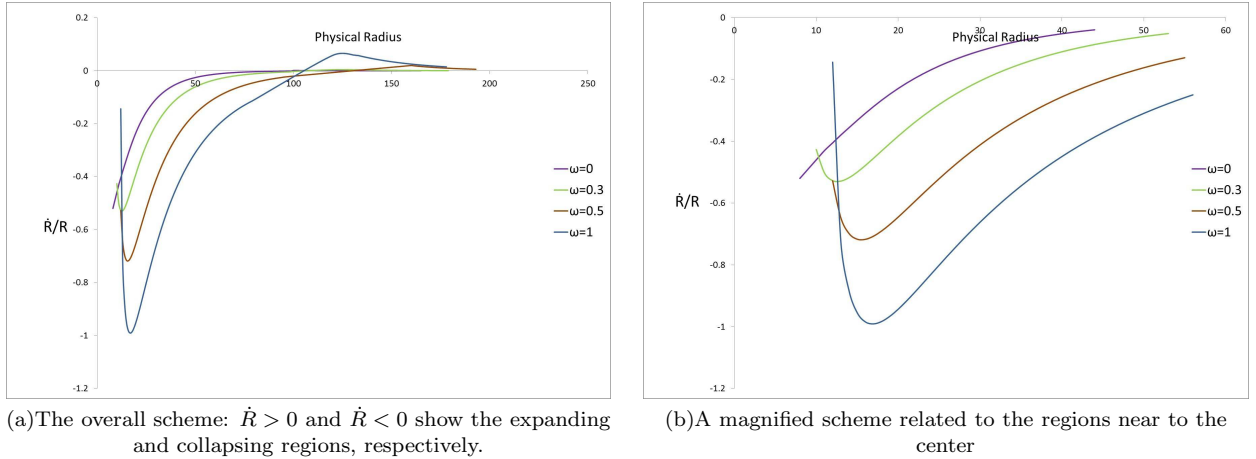 0.2
Physical Radius
0
0 50 100 150 200 250
-0.2
-0.4
-0.6
-0.8
-1
-1.2
Ṙ/R
ω=0
ω=0.3
ω=0.5
ω=1
0
0 10 20 30 40 50 60
Physical Radius
-0.2
-0.4
-0.6
-0.8
-1
-1.2
Ṙ/R
ω=0
ω=0.3
ω=0.5
ω=1
(a)The overall scheme: Ṙ > 0 and Ṙ < 0 show the expanding
and collapsing regions, respectively.
(b)A magnified scheme related to the regions near to the
center